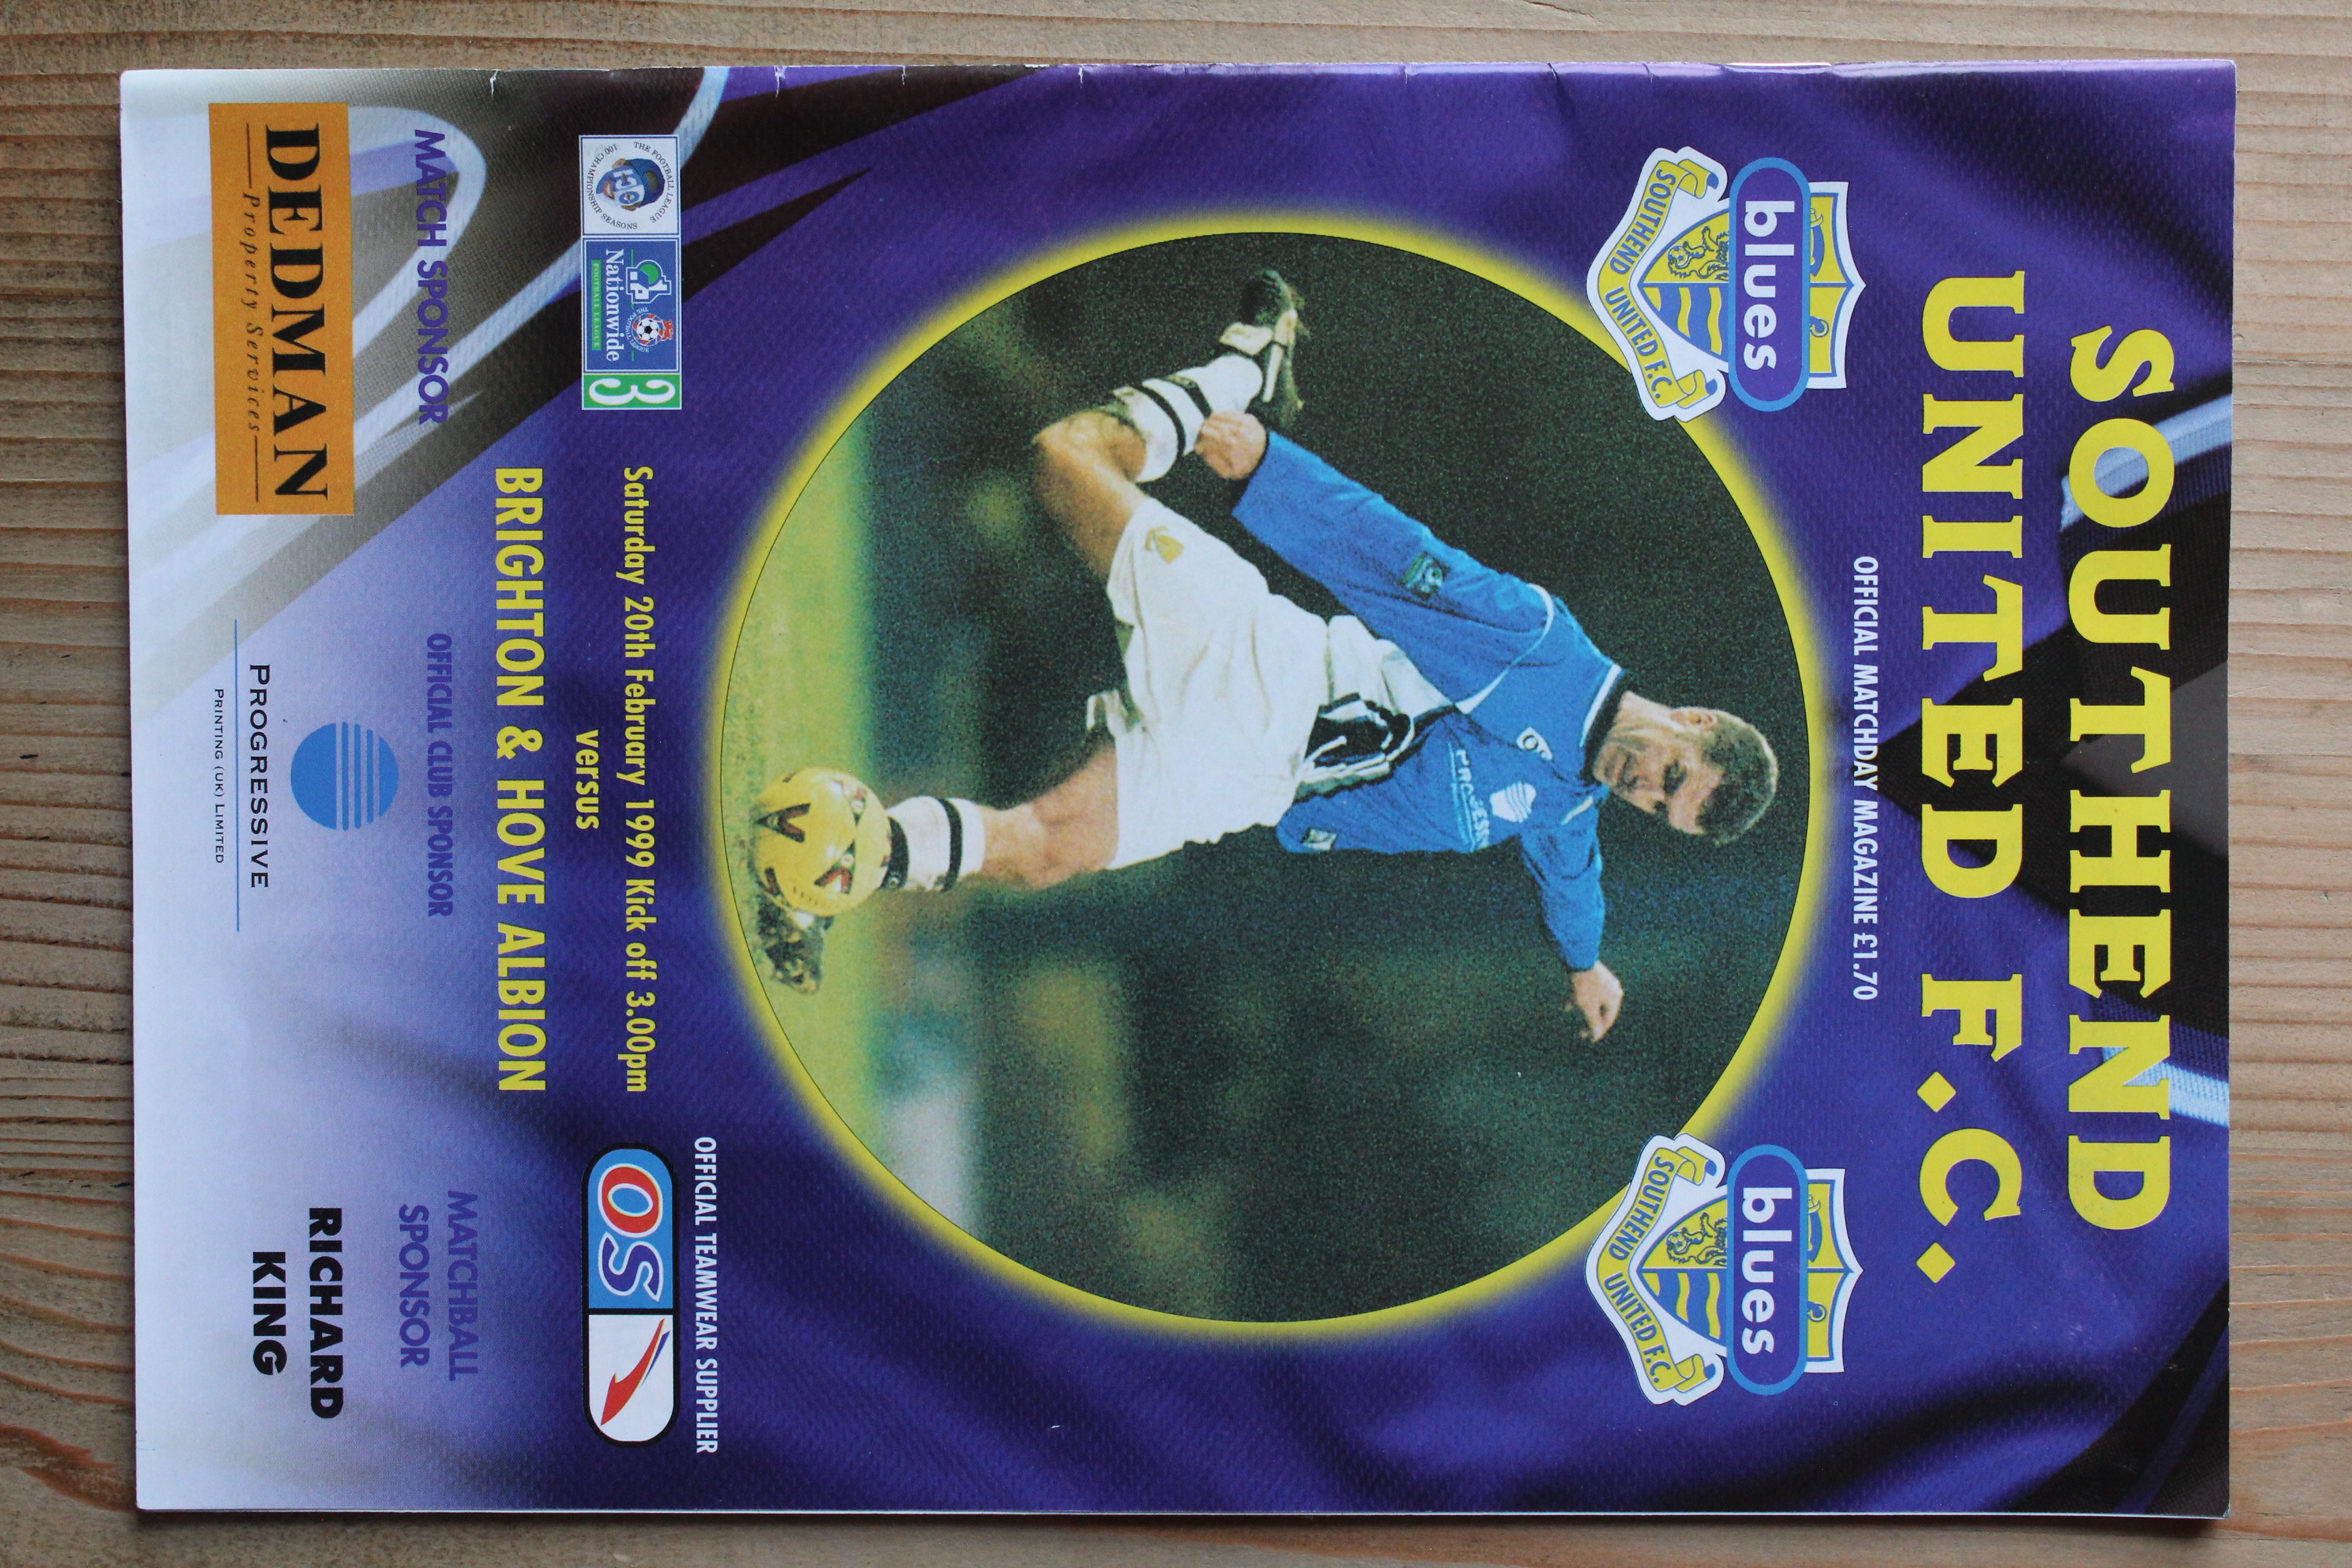 SOUTHEND
UNITED F.C.
OFFICIAL MATCHDAY MAGAZINE £1.70
blues
SOUTHEND UNITED F.C.
blues
SOUTHEND UNITED F.C.
OFFICIAL TEAMWEAR SUPPLIER
OS
THE FOOTBALL LEAGUE
100 CHAMPIONSHIP SEASONS
Nationwide
FOOTBALL LEAGUE
3
Saturday 20th February 1999 Kick off 3.00pm
versus
BRIGHTON & HOVE ALBION
MATCH SPONSOR
DEDMAN
Property Services
OFFICIAL CLUB SPONSOR
PROGRESSIVE
PRINTING (UK) LIMITED
MATCHBALL
SPONSOR
RICHARD
KING